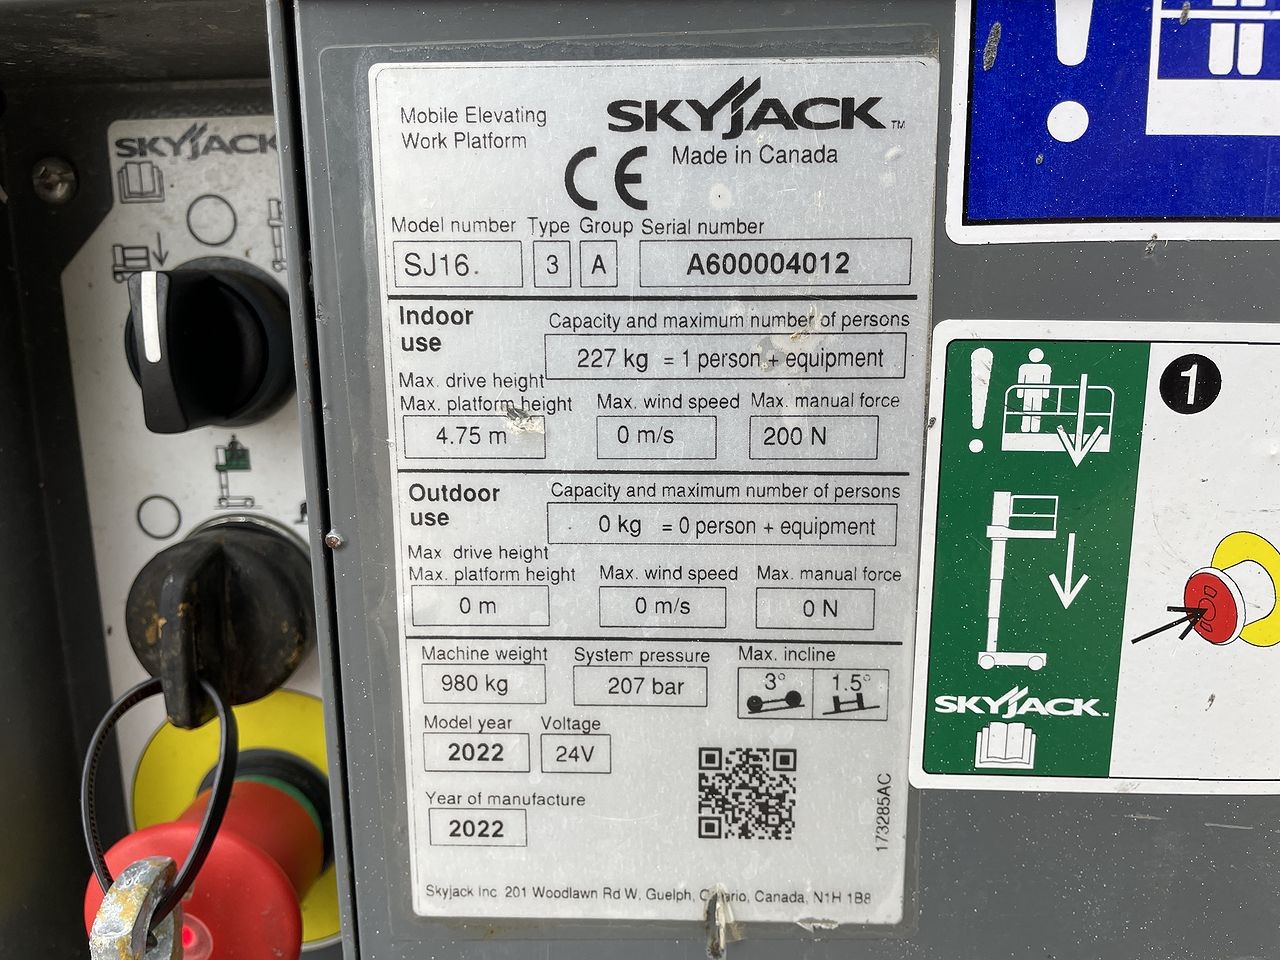 SKYJACK
Mobile Elevating
Work Platform
SKYJACK™
CE
Made in Canada
Model number Type Group Serial number
SJ16. 3 A A600004012
Indoor
use
Capacity and maximum number of persons
227 kg = 1 person + equipment
Max. drive height
Max. platform height Max. wind speed Max. manual force
4.75 m 0 m/s 200 N
Outdoor
use
Capacity and maximum number of persons
0 kg = 0 person + equipment
Max drive height
Max. platform height Max. wind speed Max. manual force
0 m 0 m/s 0 N
Machine weight System pressure Max. incline
980 kg 207 bar 3° 1.5°
Model year Voltage
2022 24V
Year of manufacture
2022
173285AC
Skyjack Inc 201 Woodlawn Rd W, Guelph, Ontario, Canada, N1H 1B8
1
SKYJACK™